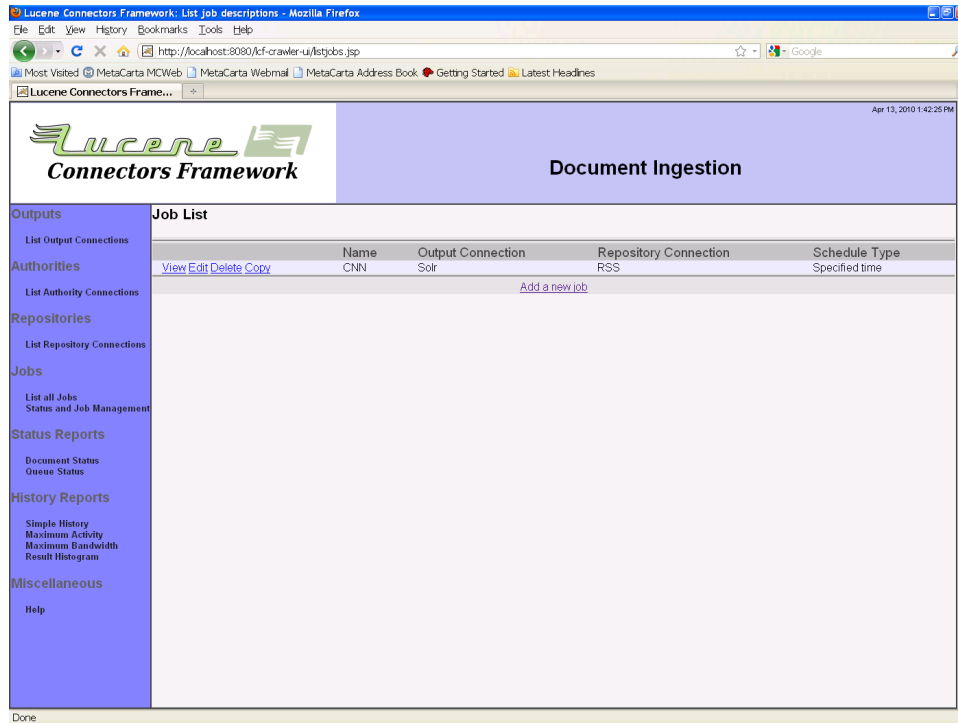 Lucene Connectors Framework: List job descriptions - Mozilla Firefox
File Edit View History Bookmarks Tools Help
http://localhost:8080/lcf-crawler-ui/listjobs.jsp
Google
Most Visited MetaCarta MCWeb MetaCarta Webmail MetaCarta Address Book Getting Started Latest Headlines
Lucene Connectors Frame...
Apr 13, 2010 1:42:25 PM
Lucene
Connectors Framework
Document Ingestion
Outputs
List Output Connections
Authorities
List Authority Connections
Repositories
List Repository Connections
Jobs
List all Jobs
Status and Job Management
Status Reports
Document Status
Queue Status
History Reports
Simple History
Maximum Activity
Maximum Bandwidth
Result Histogram
Miscellaneous
Help
Job List
Name Output Connection Repository Connection Schedule Type
View Edit Delete Copy CNN Solr RSS Specified time
Add a new job
Done